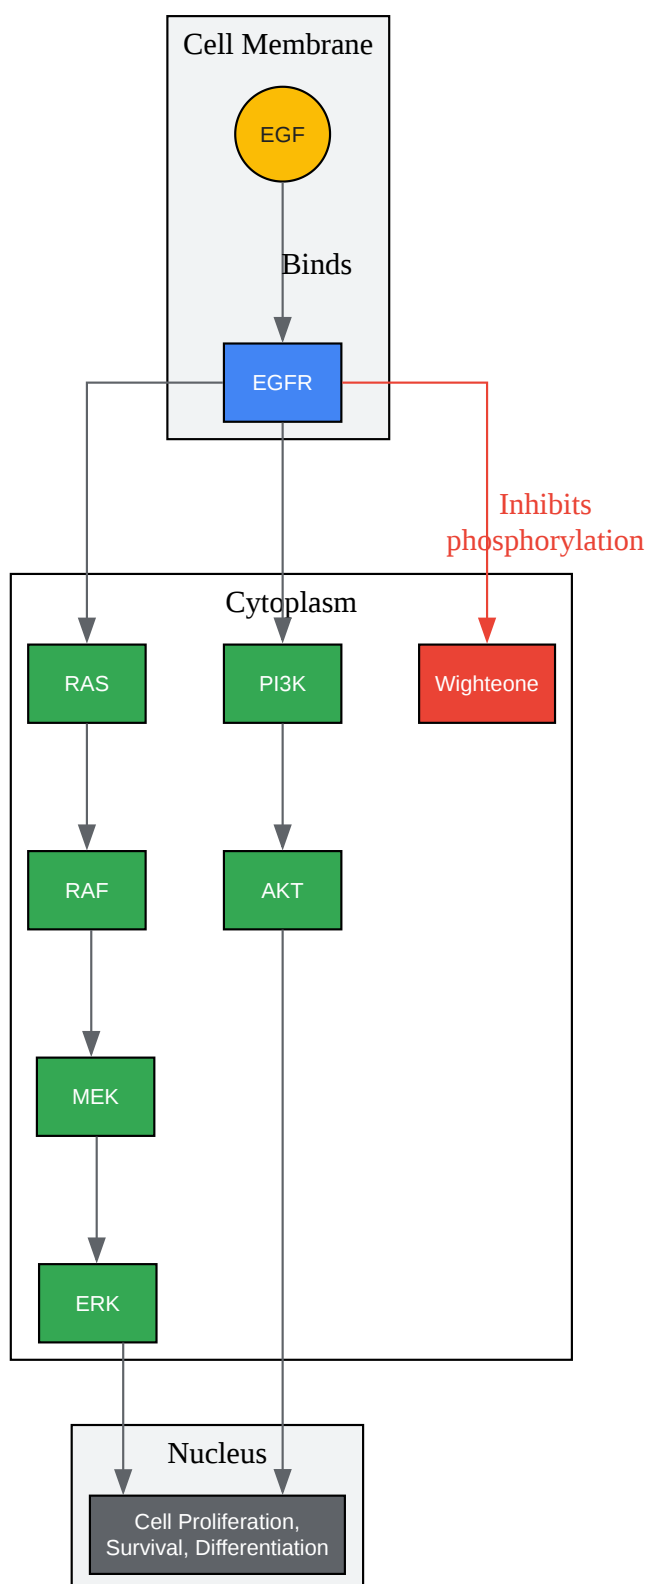 Cell Membrane
EGF
Binds
EGFR
Inhibits
phosphorylation
Cytoplasm
RAS
PI3K
Wighteone
RAF
AKT
MEK
ERK
Nucleus
Cell Proliferation,
Survival, Differentiation